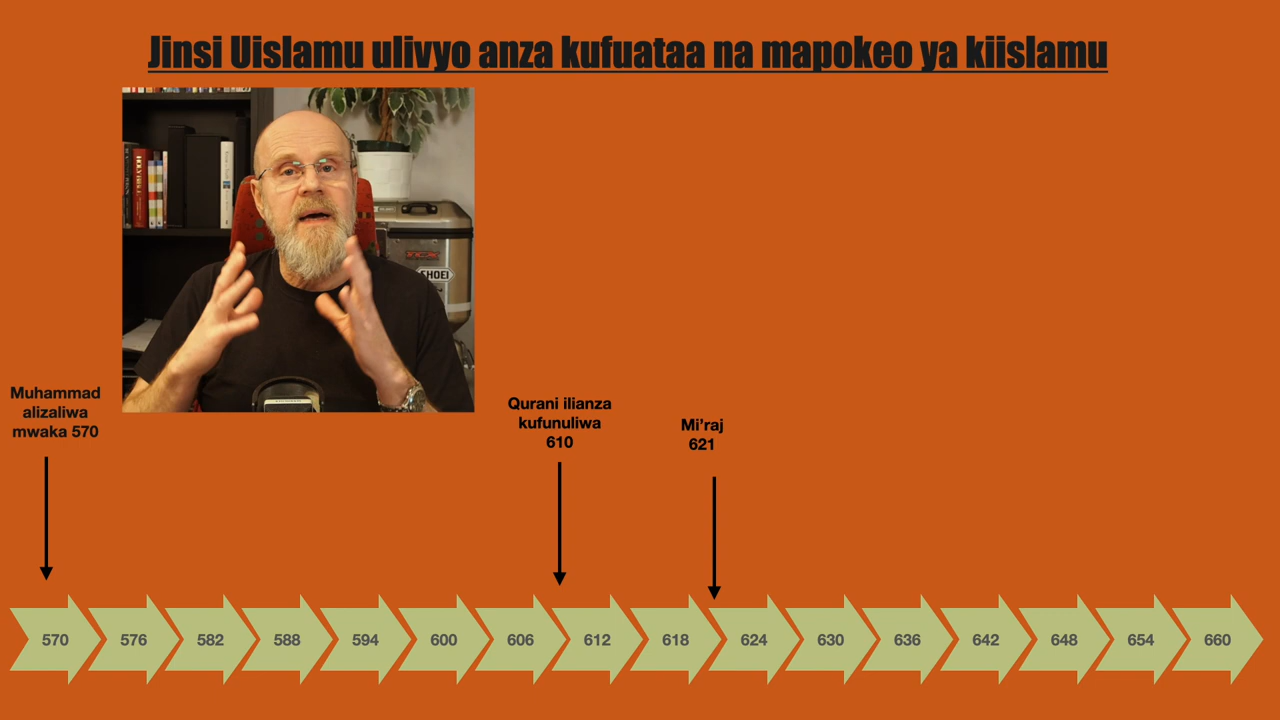 Jinsi Uislamu ulivyo anza kufuataa na mapokeo ya kiislamu
SHOEI
Muhammad
alizaliwa
mwaka 570
Qurani ilianza
kufunuliwa
610
Mi’raj
621
570 576 582 588 594 600 606 612 618 624 630 636 642 648 654 660